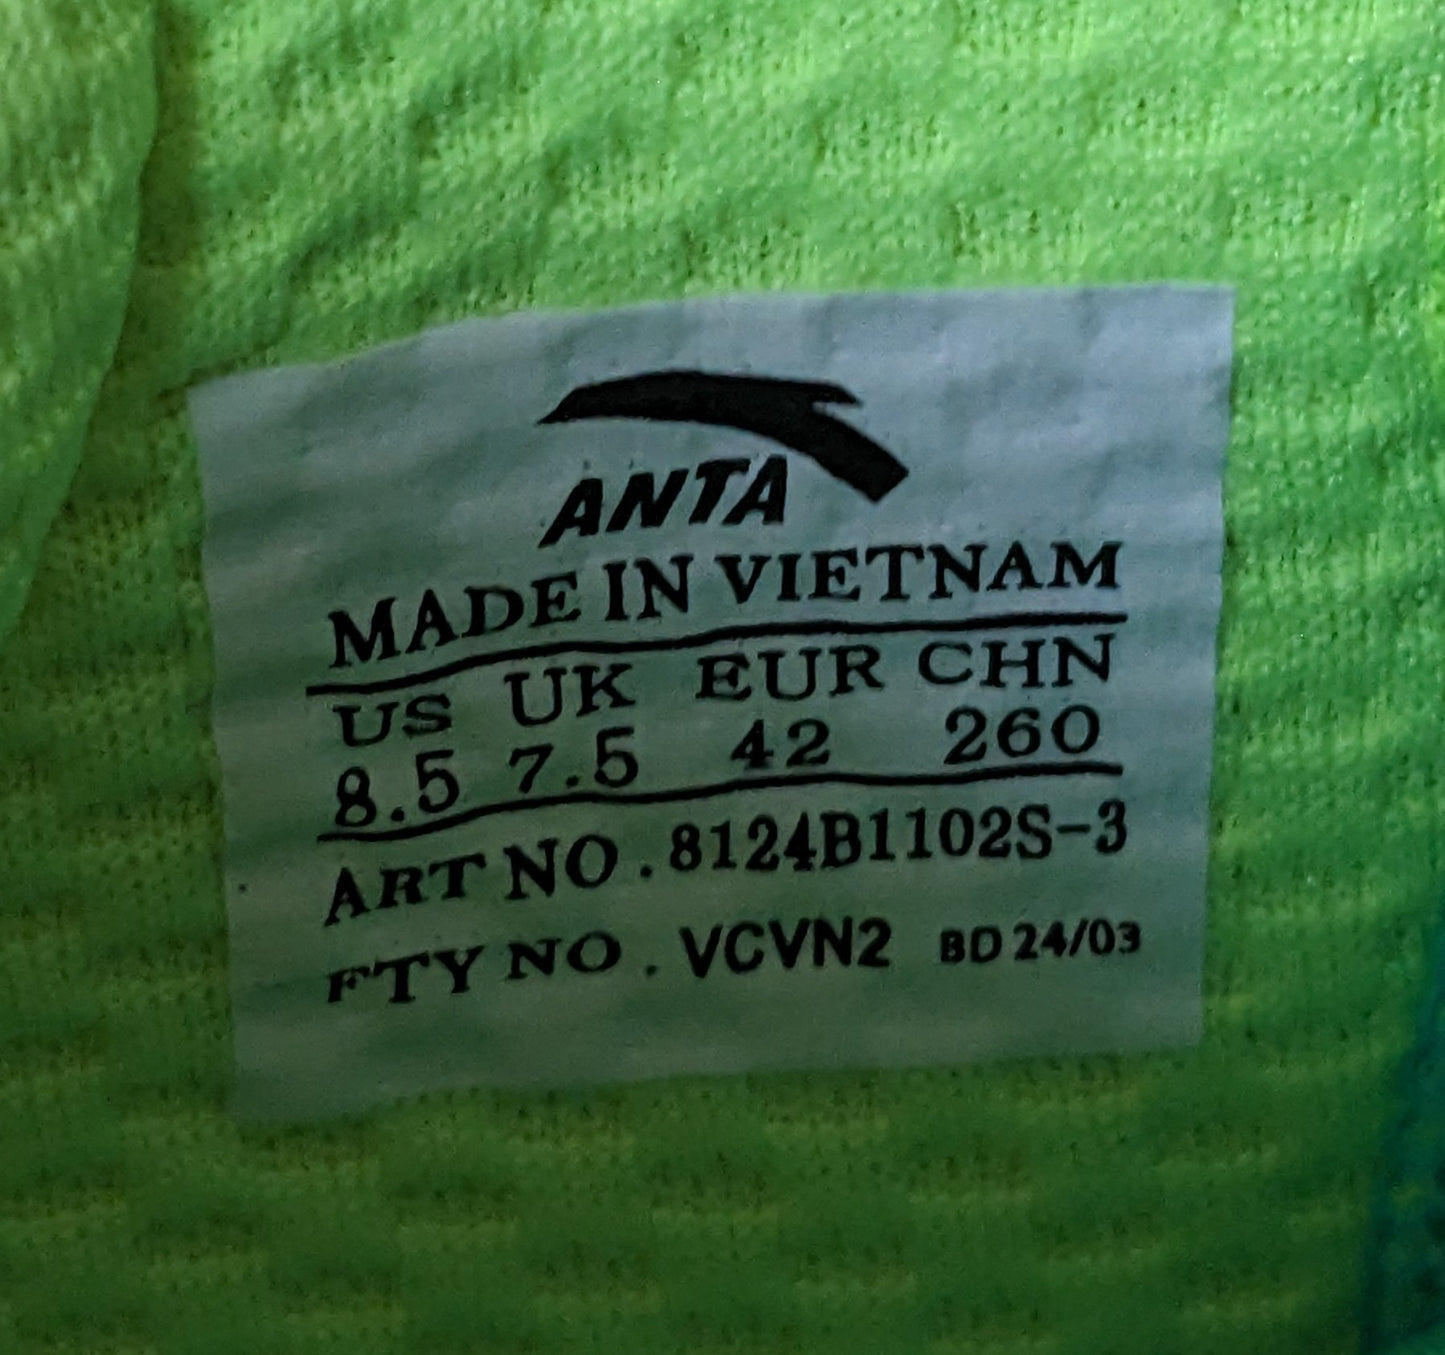 ANTA
MADE IN VIETNAM
US UK EUR CHN
8.5 7.5 42 260
ART NO. 8124B1102S-3
FTY NO. VCVN2 BD 24/03